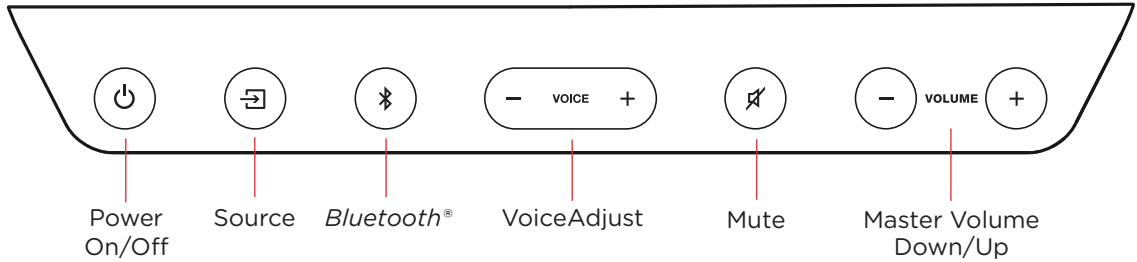 − VOICE + − VOLUME +
Power Source Bluetooth® VoiceAdjust Mute Master Volume
On/Off Down/Up